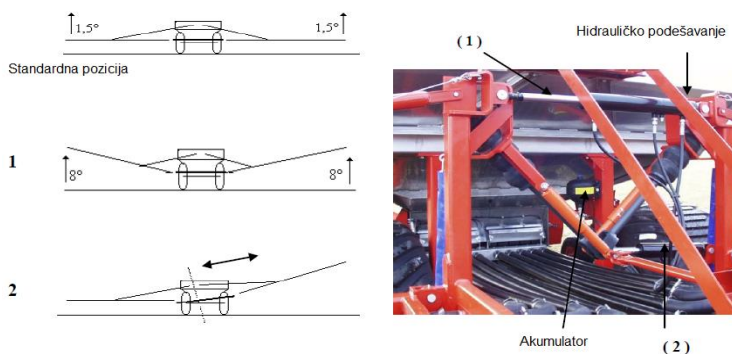 1,5°
1,5°
Standardna pozicija
1
8°
8°
2
( 1 )
Hidrauličko podešavanje
Akumulator
( 2 )